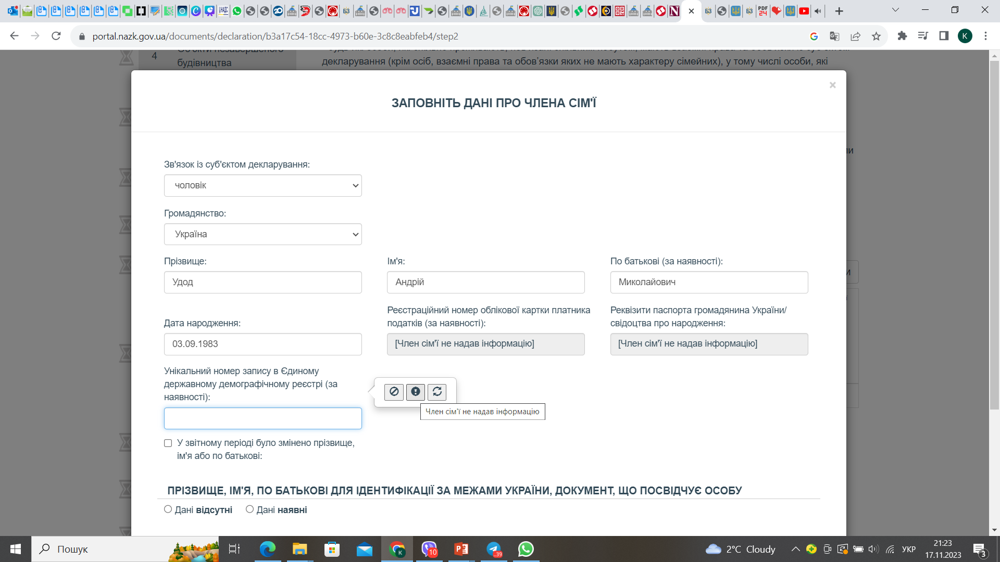 portal.nazk.gov.ua/documents/declaration/b3a17c54-18cc-4973-b60e-3c8c8eabfeb4/step2
K
4
будівництва
декларування (крім осіб, взаємні права та обов’язки яких не мають характеру сімейних), у тому числі особи, які
×
ЗАПОВНІТЬ ДАНІ ПРО ЧЛЕНА СІМ'Ї
Зв'язок із суб'єктом декларування:
чоловік
Громадянство:
Україна
Прізвище:
Ім'я:
По батькові (за наявності):
Удод
Андрій
Миколайович
Дата народження:
Реєстраційний номер облікової картки платника
податків (за наявності):
Реквізити паспорта громадянина України/
свідоцтва про народження:
03.09.1983
[Член сім'ї не надав інформацію]
[Член сім'ї не надав інформацію]
Унікальний номер запису в Єдиному
державному демографічному реєстрі (за
наявності):
Член сім'ї не надав інформацію
У звітному періоді було змінено прізвище,
ім'я або по батькові:
ПРІЗВИЩЕ, ІМ'Я, ПО БАТЬКОВІ ДЛЯ ІДЕНТИФІКАЦІЇ ЗА МЕЖАМИ УКРАЇНИ, ДОКУМЕНТ, ЩО ПОСВІДЧУЄ ОСОБУ
Дані відсутні
Дані наявні
Пошук
10
39
2°C Cloudy
УКР
21:23
17.11.2023
3